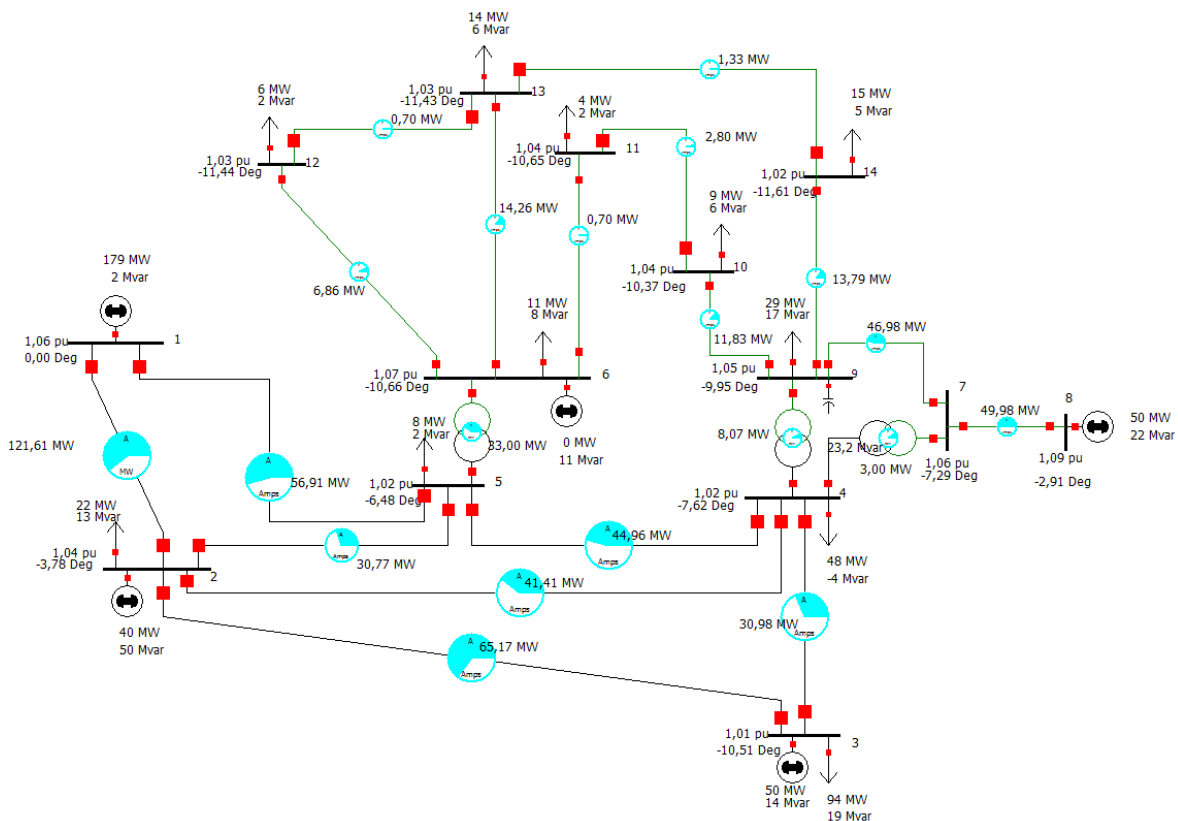 14 MW
6 Mvar
1,03 pu
-11,43 Deg
13
1,33 MW
6 MW
2 Mvar
0,70 MW
1,03 pu
-11,44 Deg
12
4 MW
2 Mvar
1,04 pu
-10,65 Deg
11
2,80 MW
15 MW
5 Mvar
1,02 pu
-11,61 Deg
14
14,26 MW
0,70 MW
9 MW
6 Mvar
1,04 pu
-10,37 Deg
10
13,79 MW
6,86 MW
179 MW
2 Mvar
1,06 pu
0,00 Deg
1
11 MW
8 Mvar
11,83 MW
29 MW
17 Mvar
46,98 MW
1,07 pu
-10,66 Deg
6
1,05 pu
-9,95 Deg
9
0 MW
11 Mvar
7
1,06 pu
-7,29 Deg
49,98 MW
8
1,09 pu
-2,91 Deg
50 MW
22 Mvar
8 MW
2 Mvar
33,00 MW
8,07 MW
23,2 Mvar
3,00 MW
121,61 MW
A
MW
A
Amps
56,91 MW
1,02 pu
-6,48 Deg
5
1,02 pu
-7,62 Deg
4
22 MW
13 Mvar
1,04 pu
-3,78 Deg
2
A
Amps
30,77 MW
A
Amps
44,96 MW
A
Amps
41,41 MW
48 MW
-4 Mvar
40 MW
50 Mvar
A
Amps
30,98 MW
A
Amps
65,17 MW
1,01 pu
-10,51 Deg
3
50 MW
14 Mvar
94 MW
19 Mvar